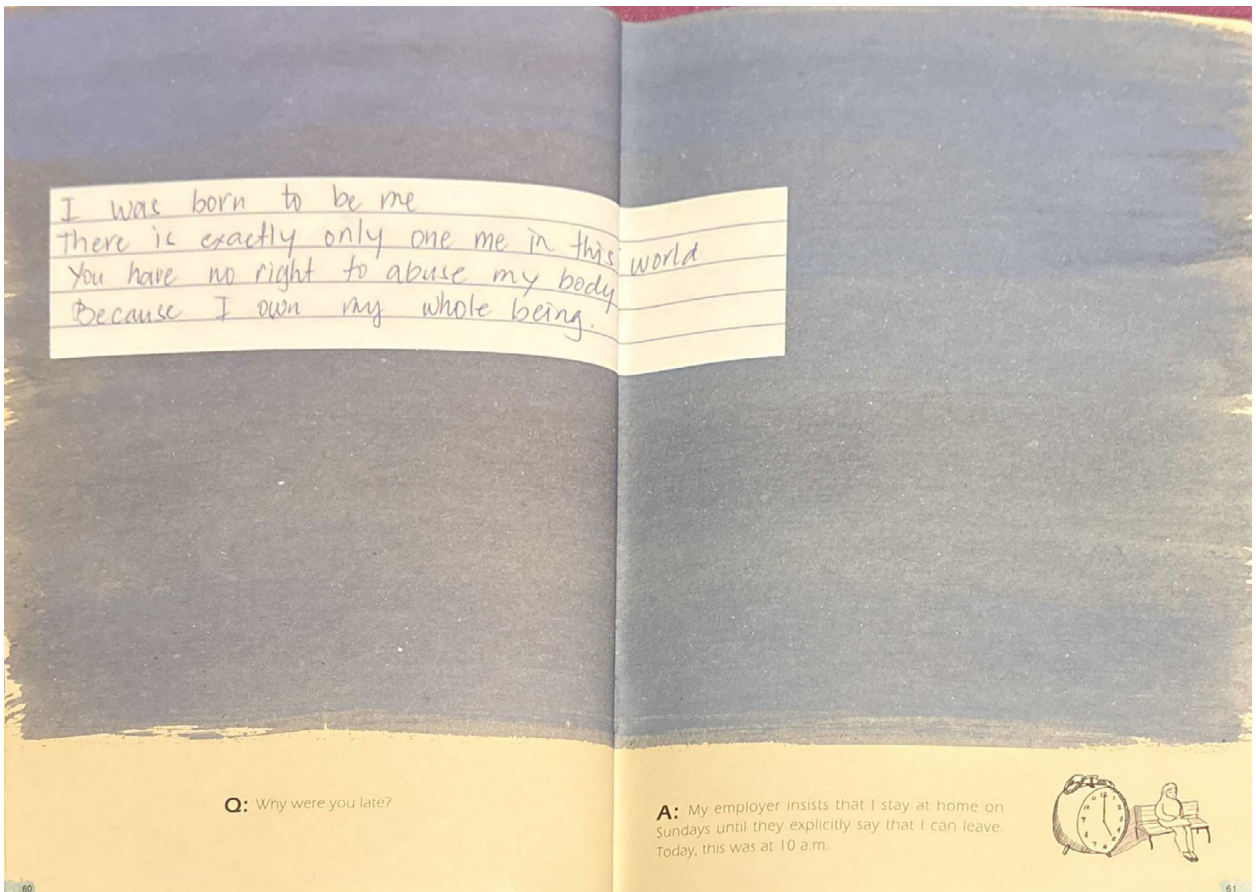 I was born to be me
There is exactly only one me in this world
You have no right to abuse my body
Because I own my whole being.
Q: Why were you late?
A: My employer insists that I stay at home on
Sundays until they explicitly say that I can leave.
Today, this was at 10 a.m.
60
61